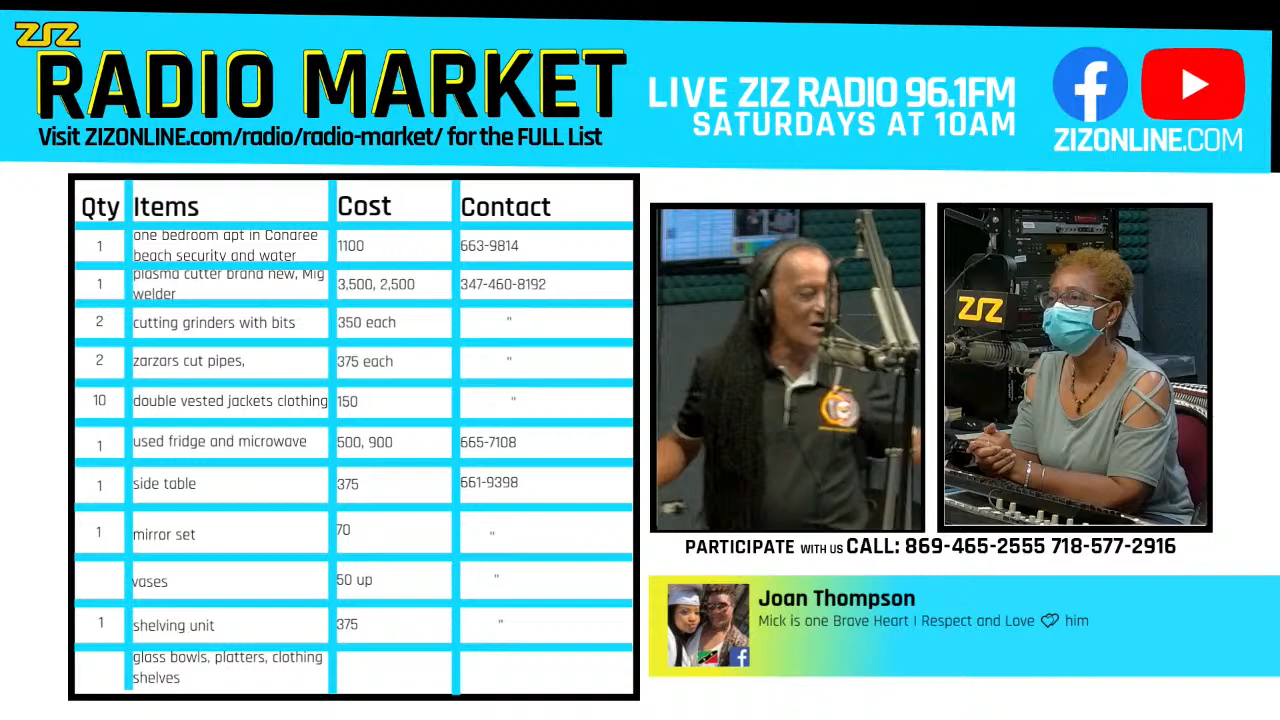 ZIZ
RADIO MARKET
Visit ZIZONLINE.com/radio/radio-market/ for the FULL List
LIVE ZIZ RADIO 96.1FM
SATURDAYS AT 10AM
ZIZONLINE.COM
Qty Items Cost Contact
1 one bedroom apt in Conaree beach security and water 1100 663-9814
1 plasma cutter brand new, Mig welder 3,500, 2,500 347-460-8192
2 cutting grinders with bits 350 each "
2 zarzars cut pipes, 375 each "
10 double vested jackets clothing 150 "
1 used fridge and microwave 500, 900 665-7108
1 side table 375 661-9398
1 mirror set 70 "
vases 50 up "
1 shelving unit 375 "
glass bowls, platters, clothing shelves
ZIZ
PARTICIPATE WITH US CALL: 869-465-2555 718-577-2916
Joan Thompson
Mick is one Brave Heart I Respect and Love 💕 him